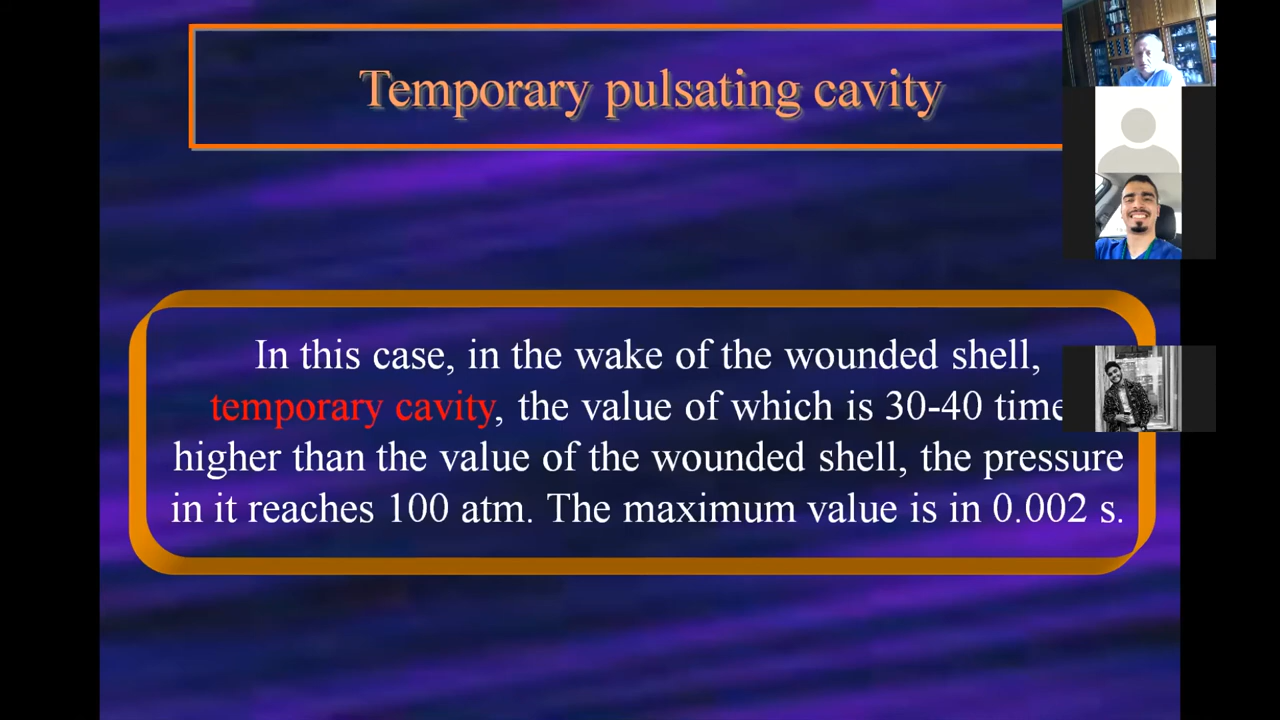 Temporary pulsating cavity
In this case, in the wake of the wounded shell,
temporary cavity, the value of which is 30-40 time
higher than the value of the wounded shell, the pressure
in it reaches 100 atm. The maximum value is in 0.002 s.